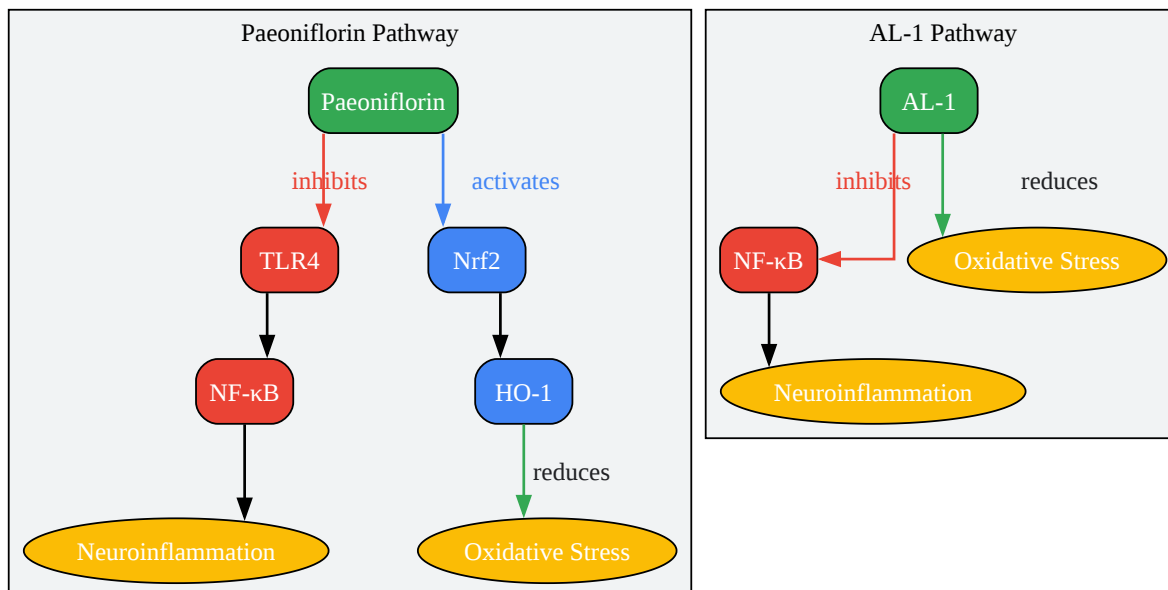 Paeoniflorin Pathway
Paeoniflorin
inhibits
activates
TLR4
Nrf2
NF-κB
HO-1
reduces
Neuroinflammation
Oxidative Stress
AL-1 Pathway
AL-1
inhibits
reduces
NF-κB
Oxidative Stress
Neuroinflammation